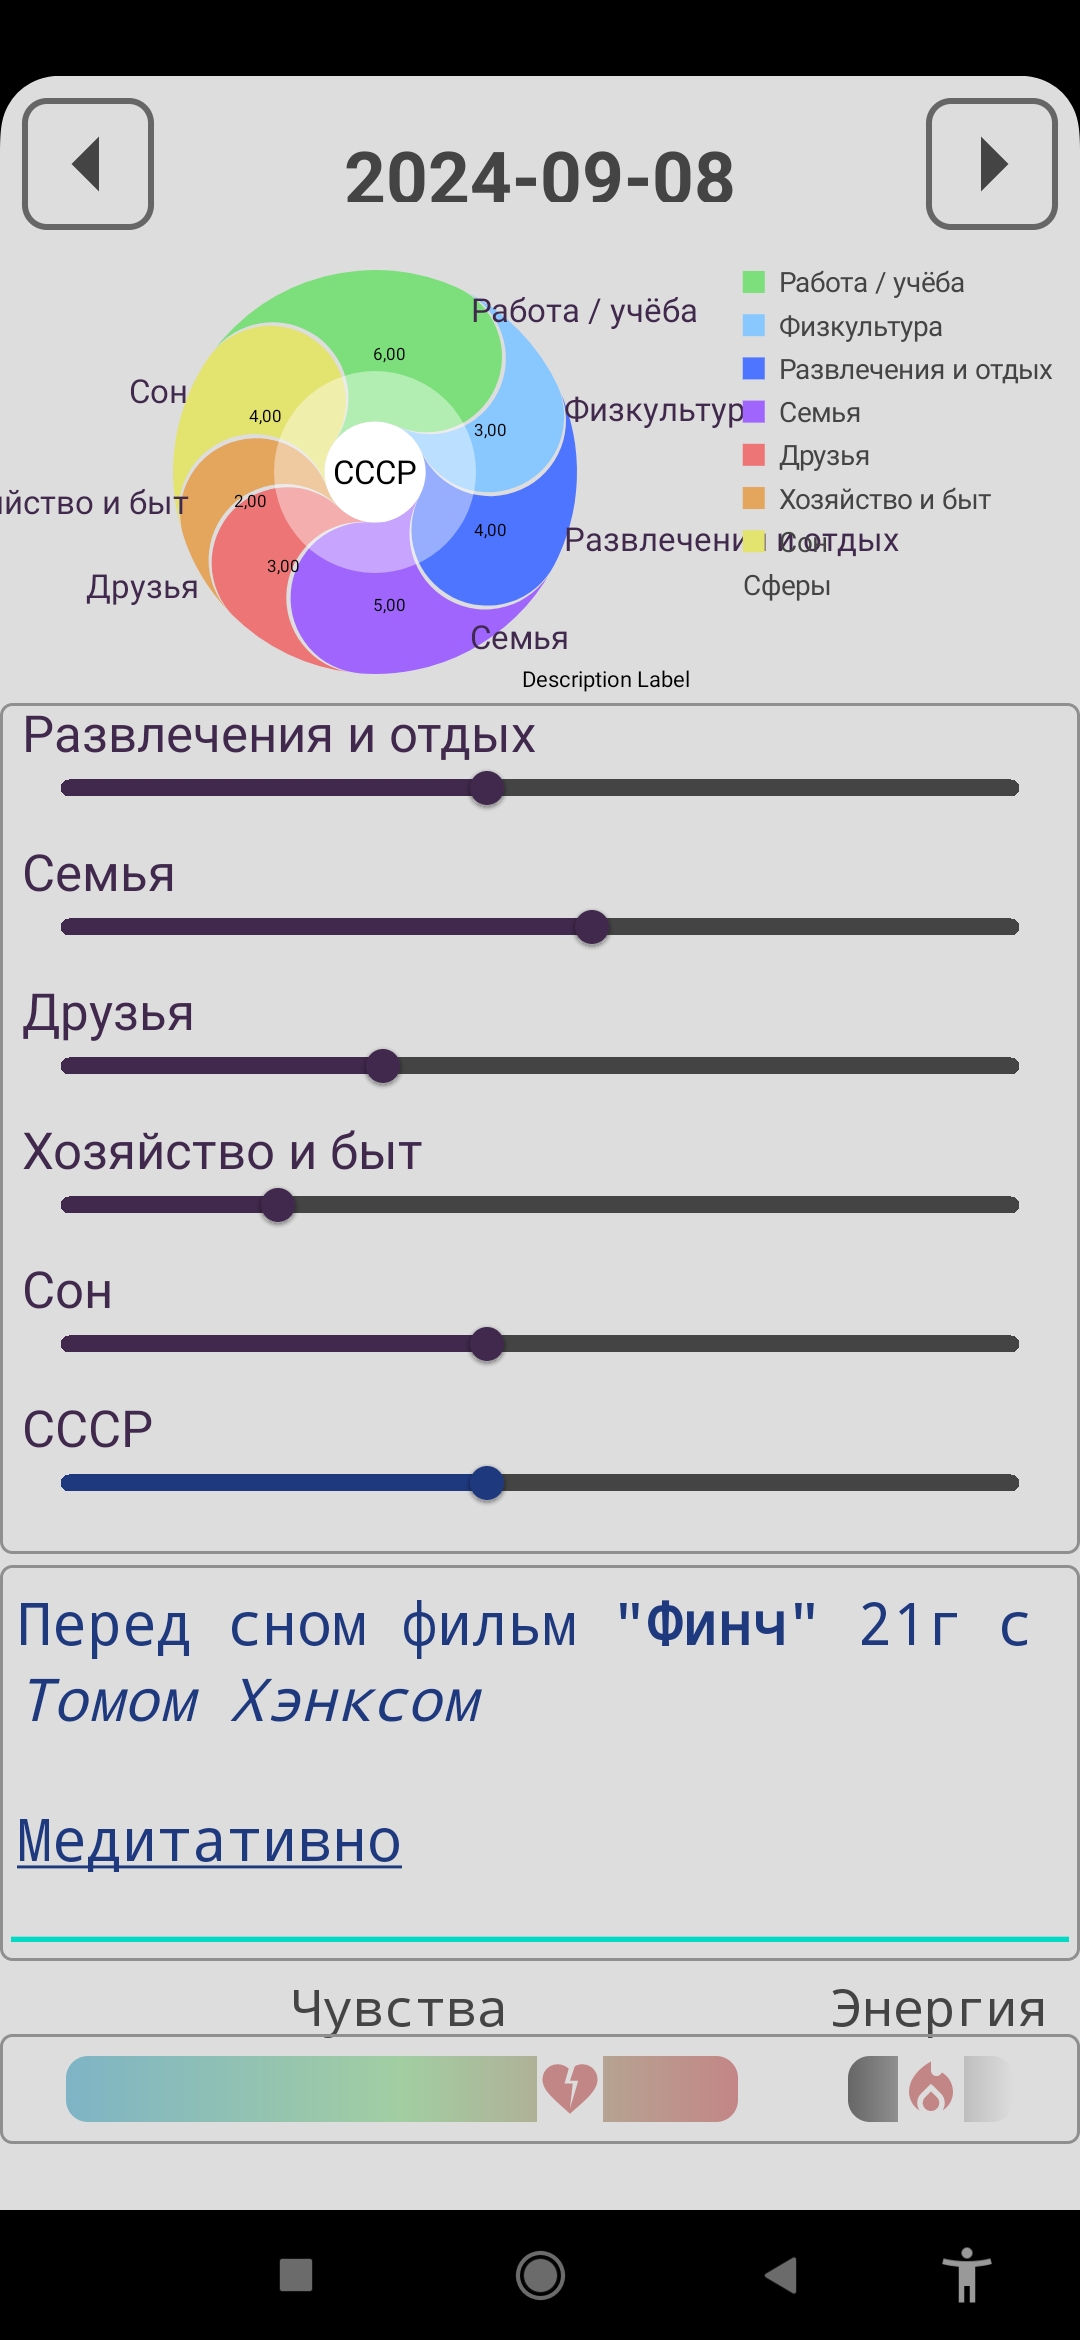 2024-09-08
Работа / учёба
Работа / учёба
Физкультура
6,00
Развлечения и отдых
Сон
4,00
Физкультур
Семья
3,00
Друзья
СССР
йство и быт
2,00
Хозяйство и быт
4,00
Развлечения и отдых
Сон
3,00
Друзья
Сферы
5,00
Семья
Description Label
Развлечения и отдых
Семья
Друзья
Хозяйство и быт
Сон
СССР
Перед сном фильм "Финч" 21г с
Томом Хэнксом
Медитативно
Чувства
Энергия